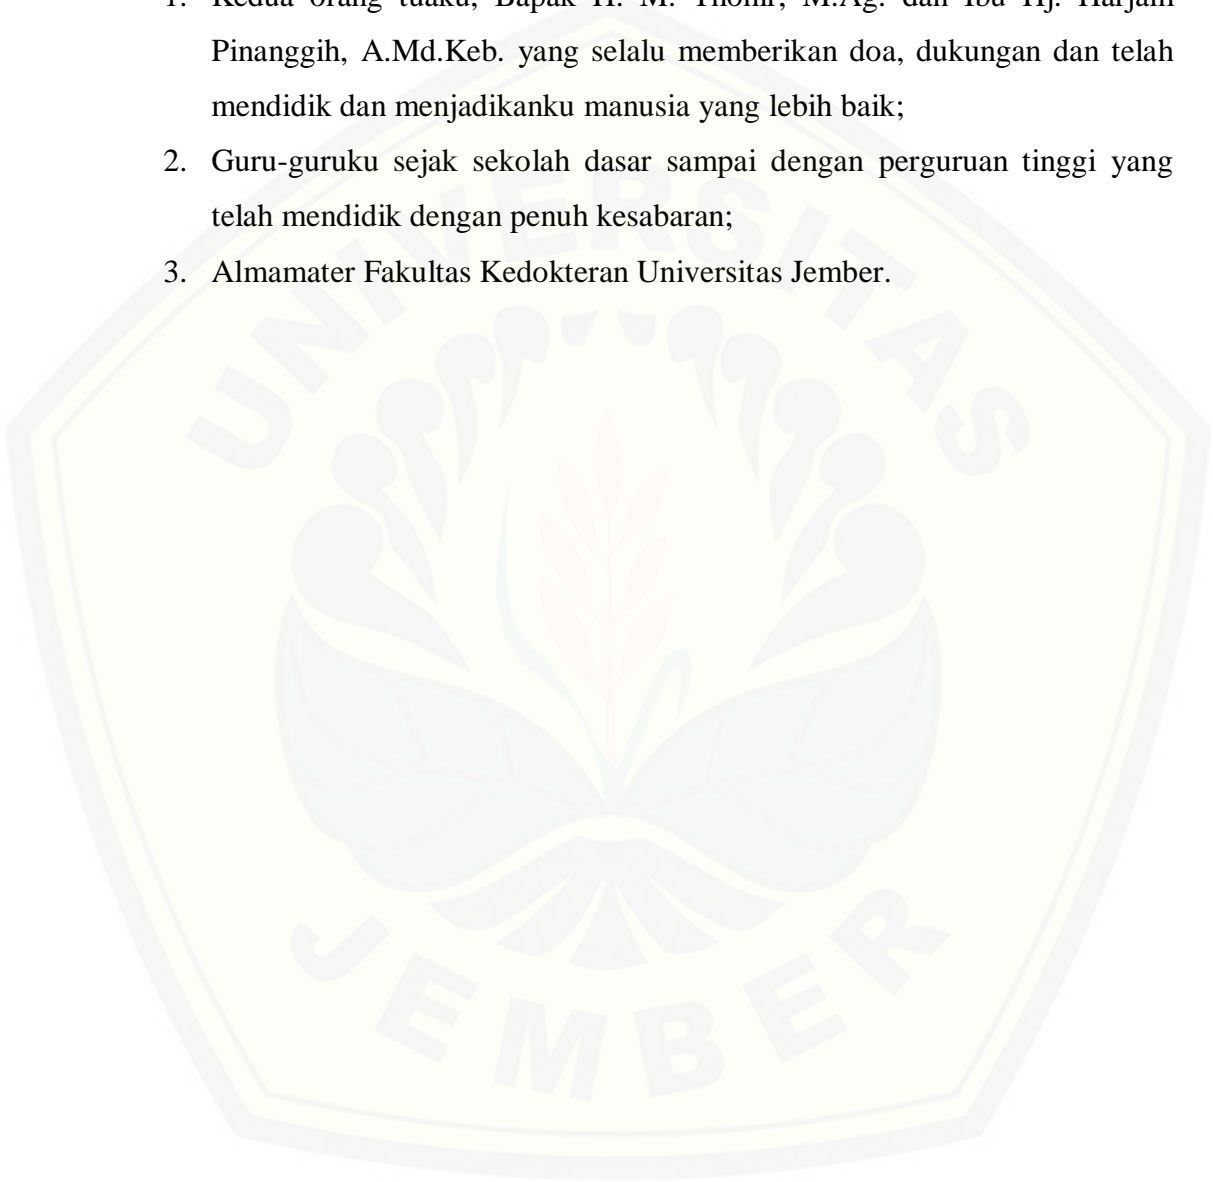 1. Kedua orang tuaku, Bapak H. M. Thohir, M.Ag. dan Ibu Hj. Harjani
Pinanggih, A.Md.Keb. yang selalu memberikan doa, dukungan dan telah
mendidik dan menjadikanku manusia yang lebih baik;
2. Guru-guruku sejak sekolah dasar sampai dengan perguruan tinggi yang
telah mendidik dengan penuh kesabaran;
3. Almamater Fakultas Kedokteran Universitas Jember.
UNIVERSITAS
JEMBER